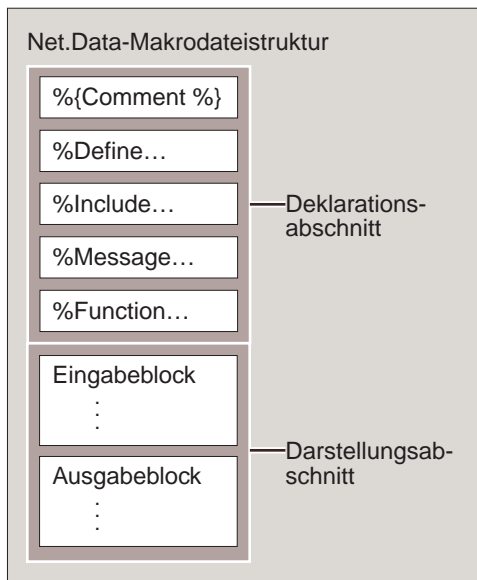 Net.Data-Makrodateistruktur
%{Comment %}
%Define…
%Include…
%Message…
%Function…
Deklarations-
abschnitt
Eingabeblock
.
.
.
Ausgabeblock
.
.
.
Darstellungsab-
schnitt